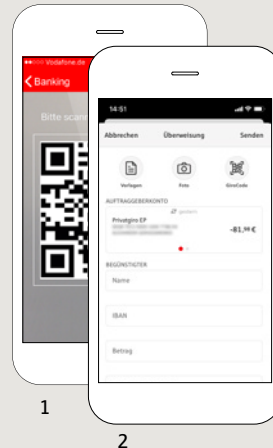 Vodafone.de
Banking
Bitte scann
14:51
Abbrechen Überweisung Senden
Vorlagen Foto GiroCode
AUFTRAGGEBERKONTO
Privatgiro EP
-81,98 €
BEGÜNSTIGTER
Name
IBAN
Betrag
1
2